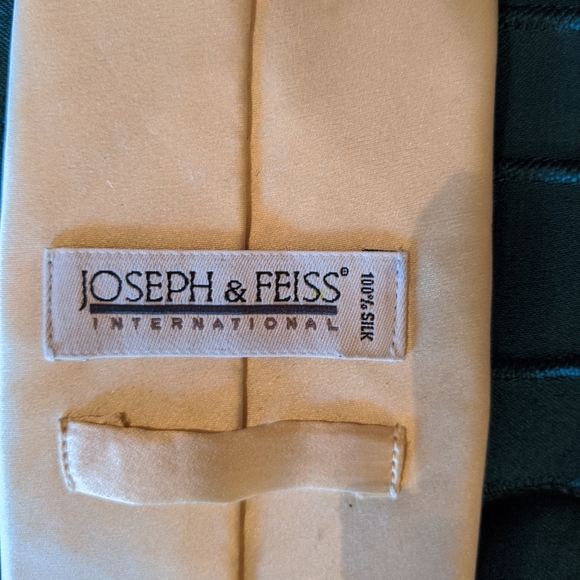 JOSEPH & FEISS®
INTERNATIONAL
100% SILK